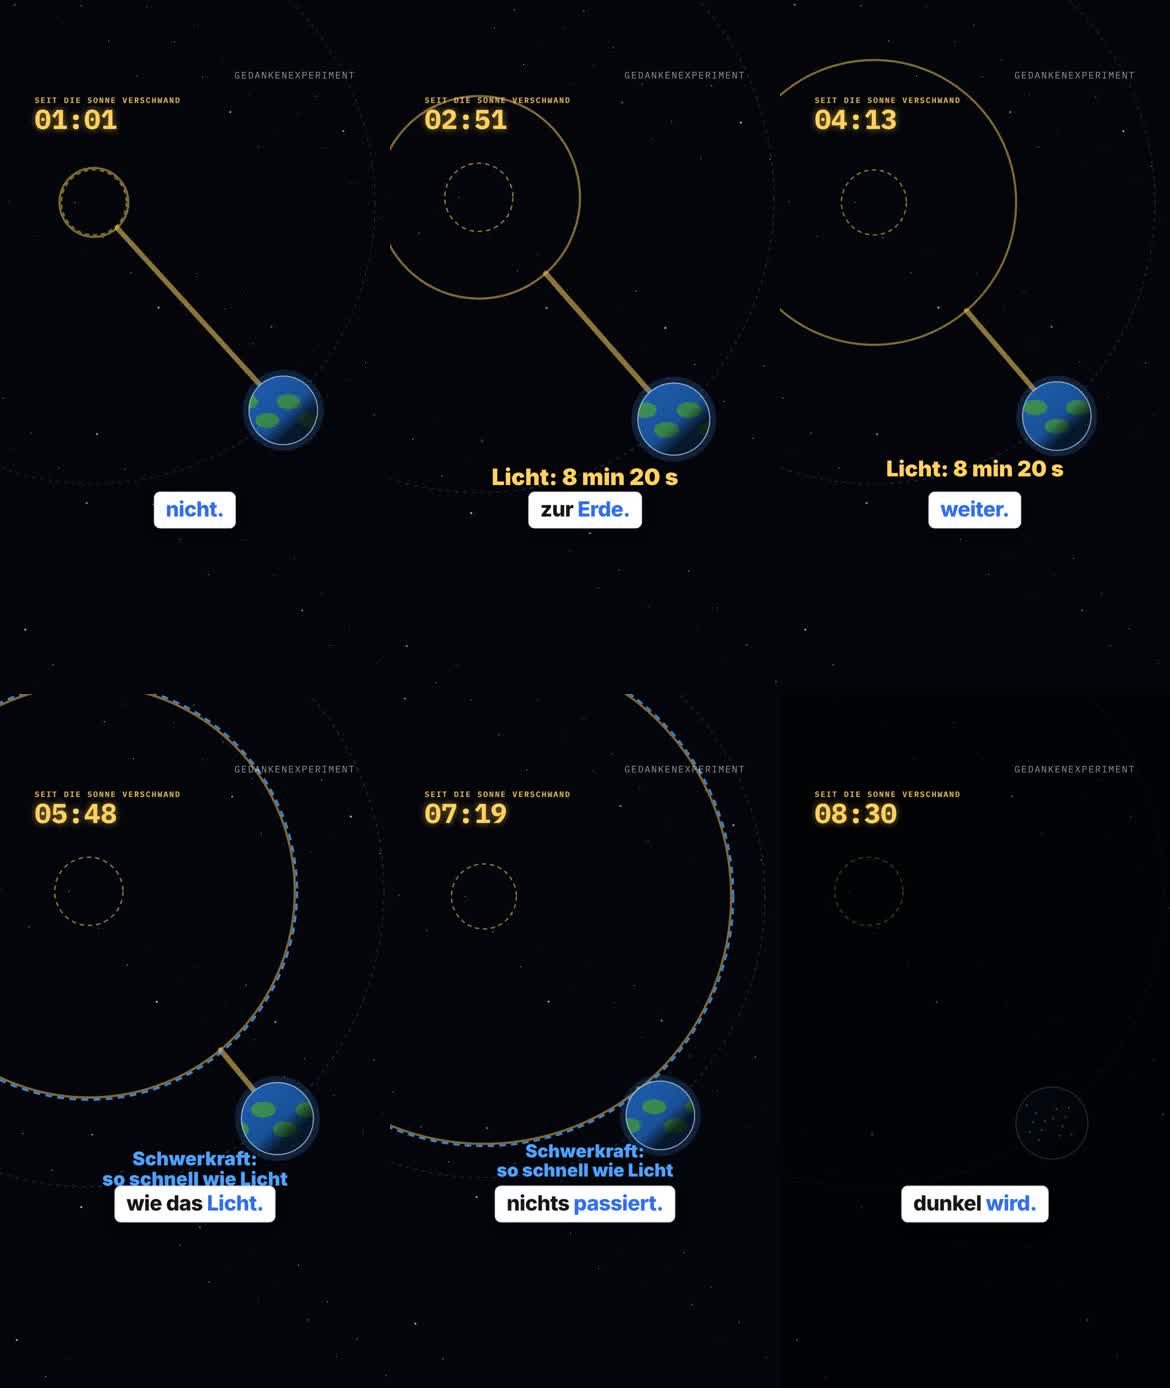 GEDANKENEXPERIMENT
SEIT DIE SONNE VERSCHWAND
01:01
nicht.
GEDANKENEXPERIMENT
SEIT DIE SONNE VERSCHWAND
02:51
Licht: 8 min 20 s
zur Erde.
GEDANKENEXPERIMENT
SEIT DIE SONNE VERSCHWAND
04:13
Licht: 8 min 20 s
weiter.
GEDANKENEXPERIMENT
SEIT DIE SONNE VERSCHWAND
05:48
Schwerkraft:
so schnell wie Licht
wie das Licht.
GEDANKENEXPERIMENT
SEIT DIE SONNE VERSCHWAND
07:19
Schwerkraft:
so schnell wie Licht
nichts passiert.
GEDANKENEXPERIMENT
SEIT DIE SONNE VERSCHWAND
08:30
dunkel wird.